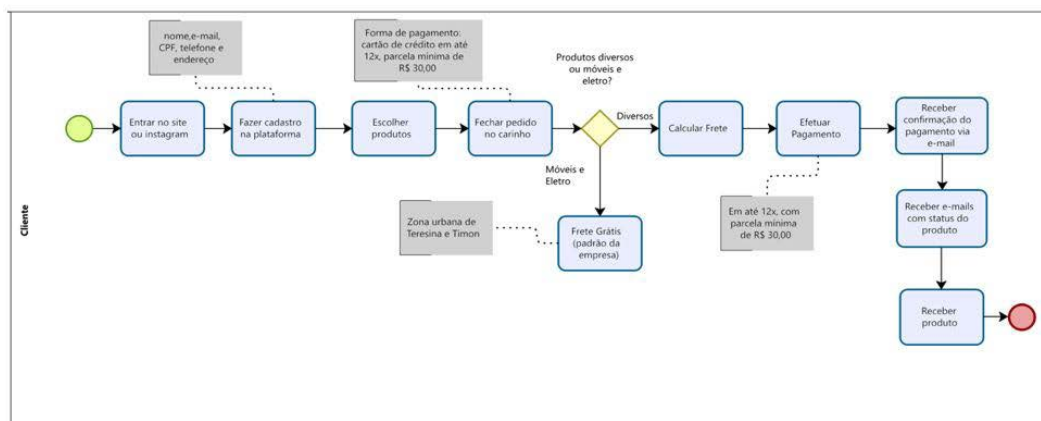 Cliente
nome,e-mail,
CPF, telefone e
endereço
Forma de pagamento:
cartão de crédito em até
12x, parcela mínima de
R$ 30,00
Produtos diversos
ou móveis e
eletro?
Entrar no site
ou instagram
Fazer cadastro
na plataforma
Escolher
produtos
Fechar pedido
no carinho
Diversos
Calcular Frete
Efetuar
Pagamento
Receber
confirmação do
pagamento via
e-mail
Móveis e
Eletro
Zona urbana de
Teresina e Timon
Frete Grátis
(padrão da
empresa)
Em até 12x, com
parcela mínima
de R$ 30,00
Receber e-mails
com status do
produto
Receber
produto